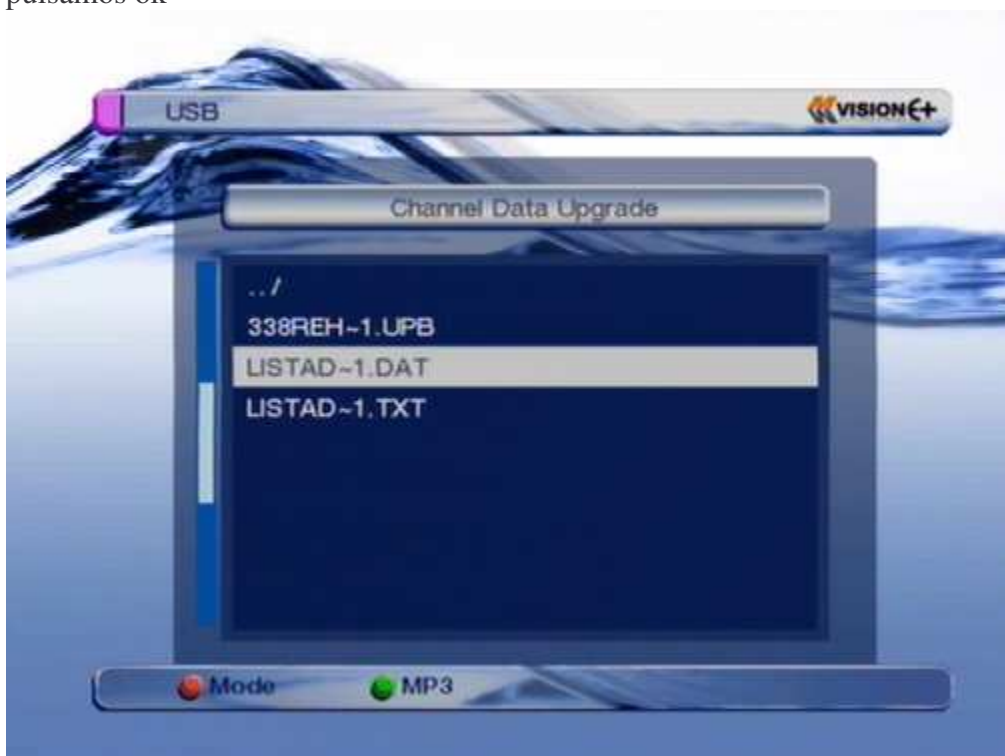 pulsamos ok
USB
VISION E+
Channel Data Upgrade
../
338REH~1.UPB
LISTAD~1.DAT
LISTAD~1.TXT
Mode
MP3